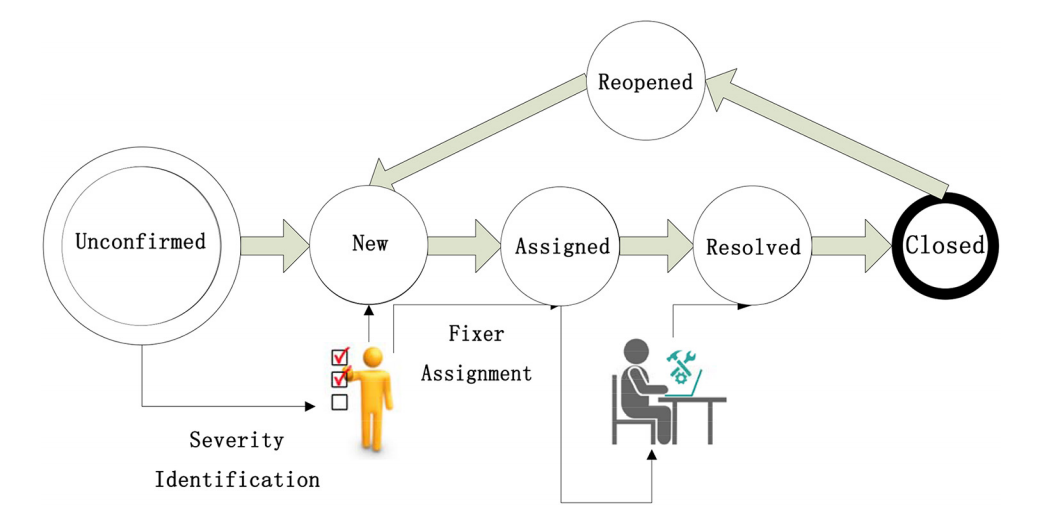 Reopened
Unconfirmed
New
Assigned
Resolved
Closed
Fixer
Assignment
Severity
Identification